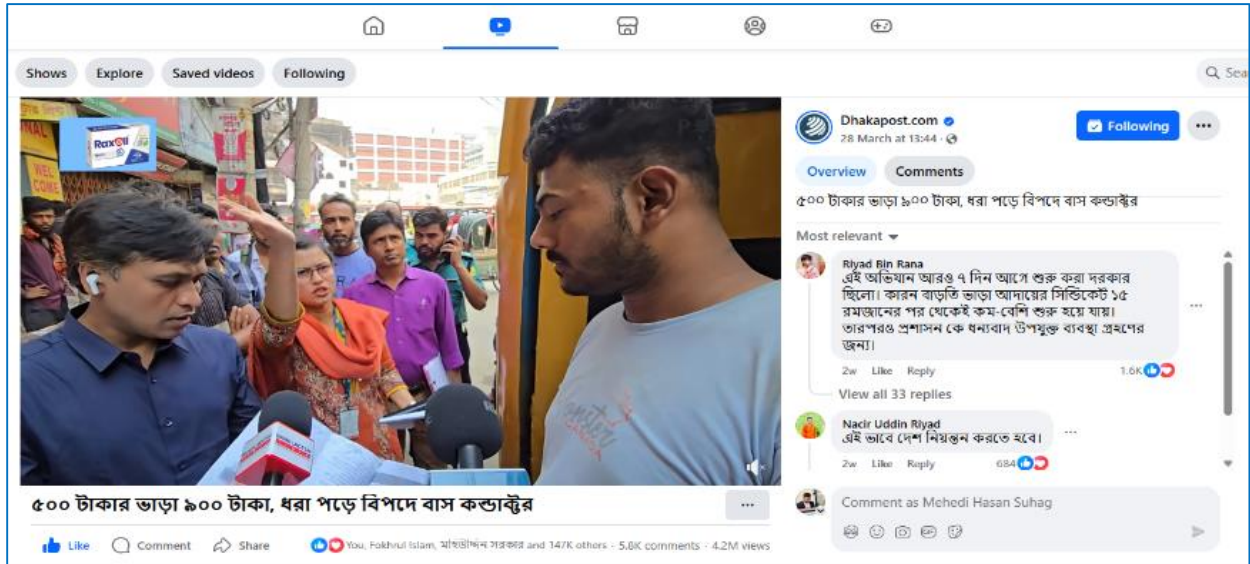 Shows Explore Saved videos Following
WEL
COME
Raxoll
৫০০ টাকার ভাড়া ৯০০ টাকা, ধরা পড়ে বিপদে বাস কন্ডাক্টর
Like Comment Share You, Fokhrul Islam, সরকার and 147K others · 5.8K comments · 4.2M views
Dhakapost.com
28 March at 13:44
Following
Overview Comments
৫০০ টাকার ভাড়া ৯০০ টাকা, ধরা পড়ে বিপদে বাস কন্ডাক্টর
Most relevant
Riyad Bin Rana
এই অভিযান আরও ৭ দিন আগে শুরু করা দরকার
ছিলো। কারন বাড়তি ভাড়া আদায়ের সিন্ডিকেট ১৫
রমজানের পর থেকেই কম-বেশি শুরু হয়ে যায়।
তারপরও প্রশাসন কে ধন্যবাদ উপযুক্ত ব্যবস্থা গ্রহণের
জন্য।
2w Like Reply 1.6K
View all 33 replies
Nacir Uddin Riyad
এই ভাবে দেশ নিয়ন্তন করতে হবে।
2w Like Reply 684
Comment as Mehedi Hasan Suhag